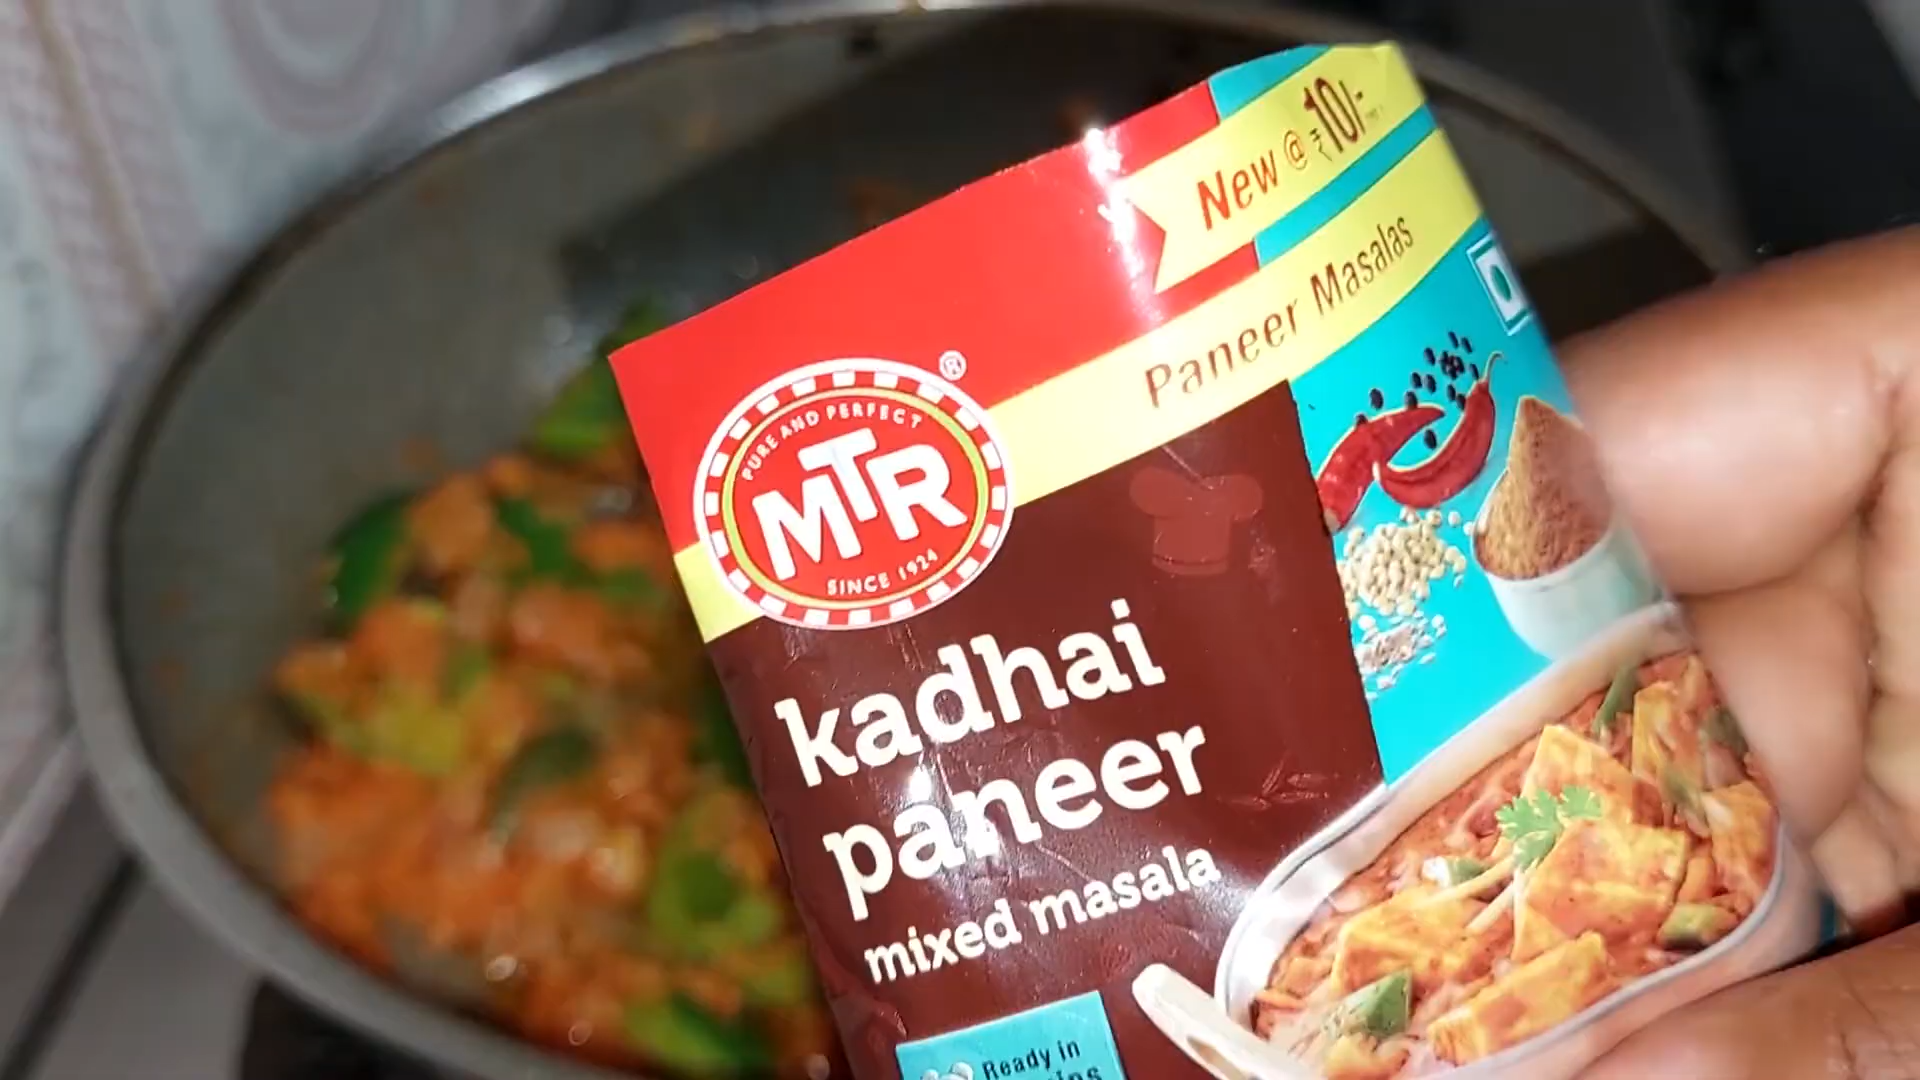 New @ ₹10/-
Paneer Masalas
®
PURE AND PERFECT
MTR
SINCE 1924
kadhai
paneer
mixed masala
Ready in